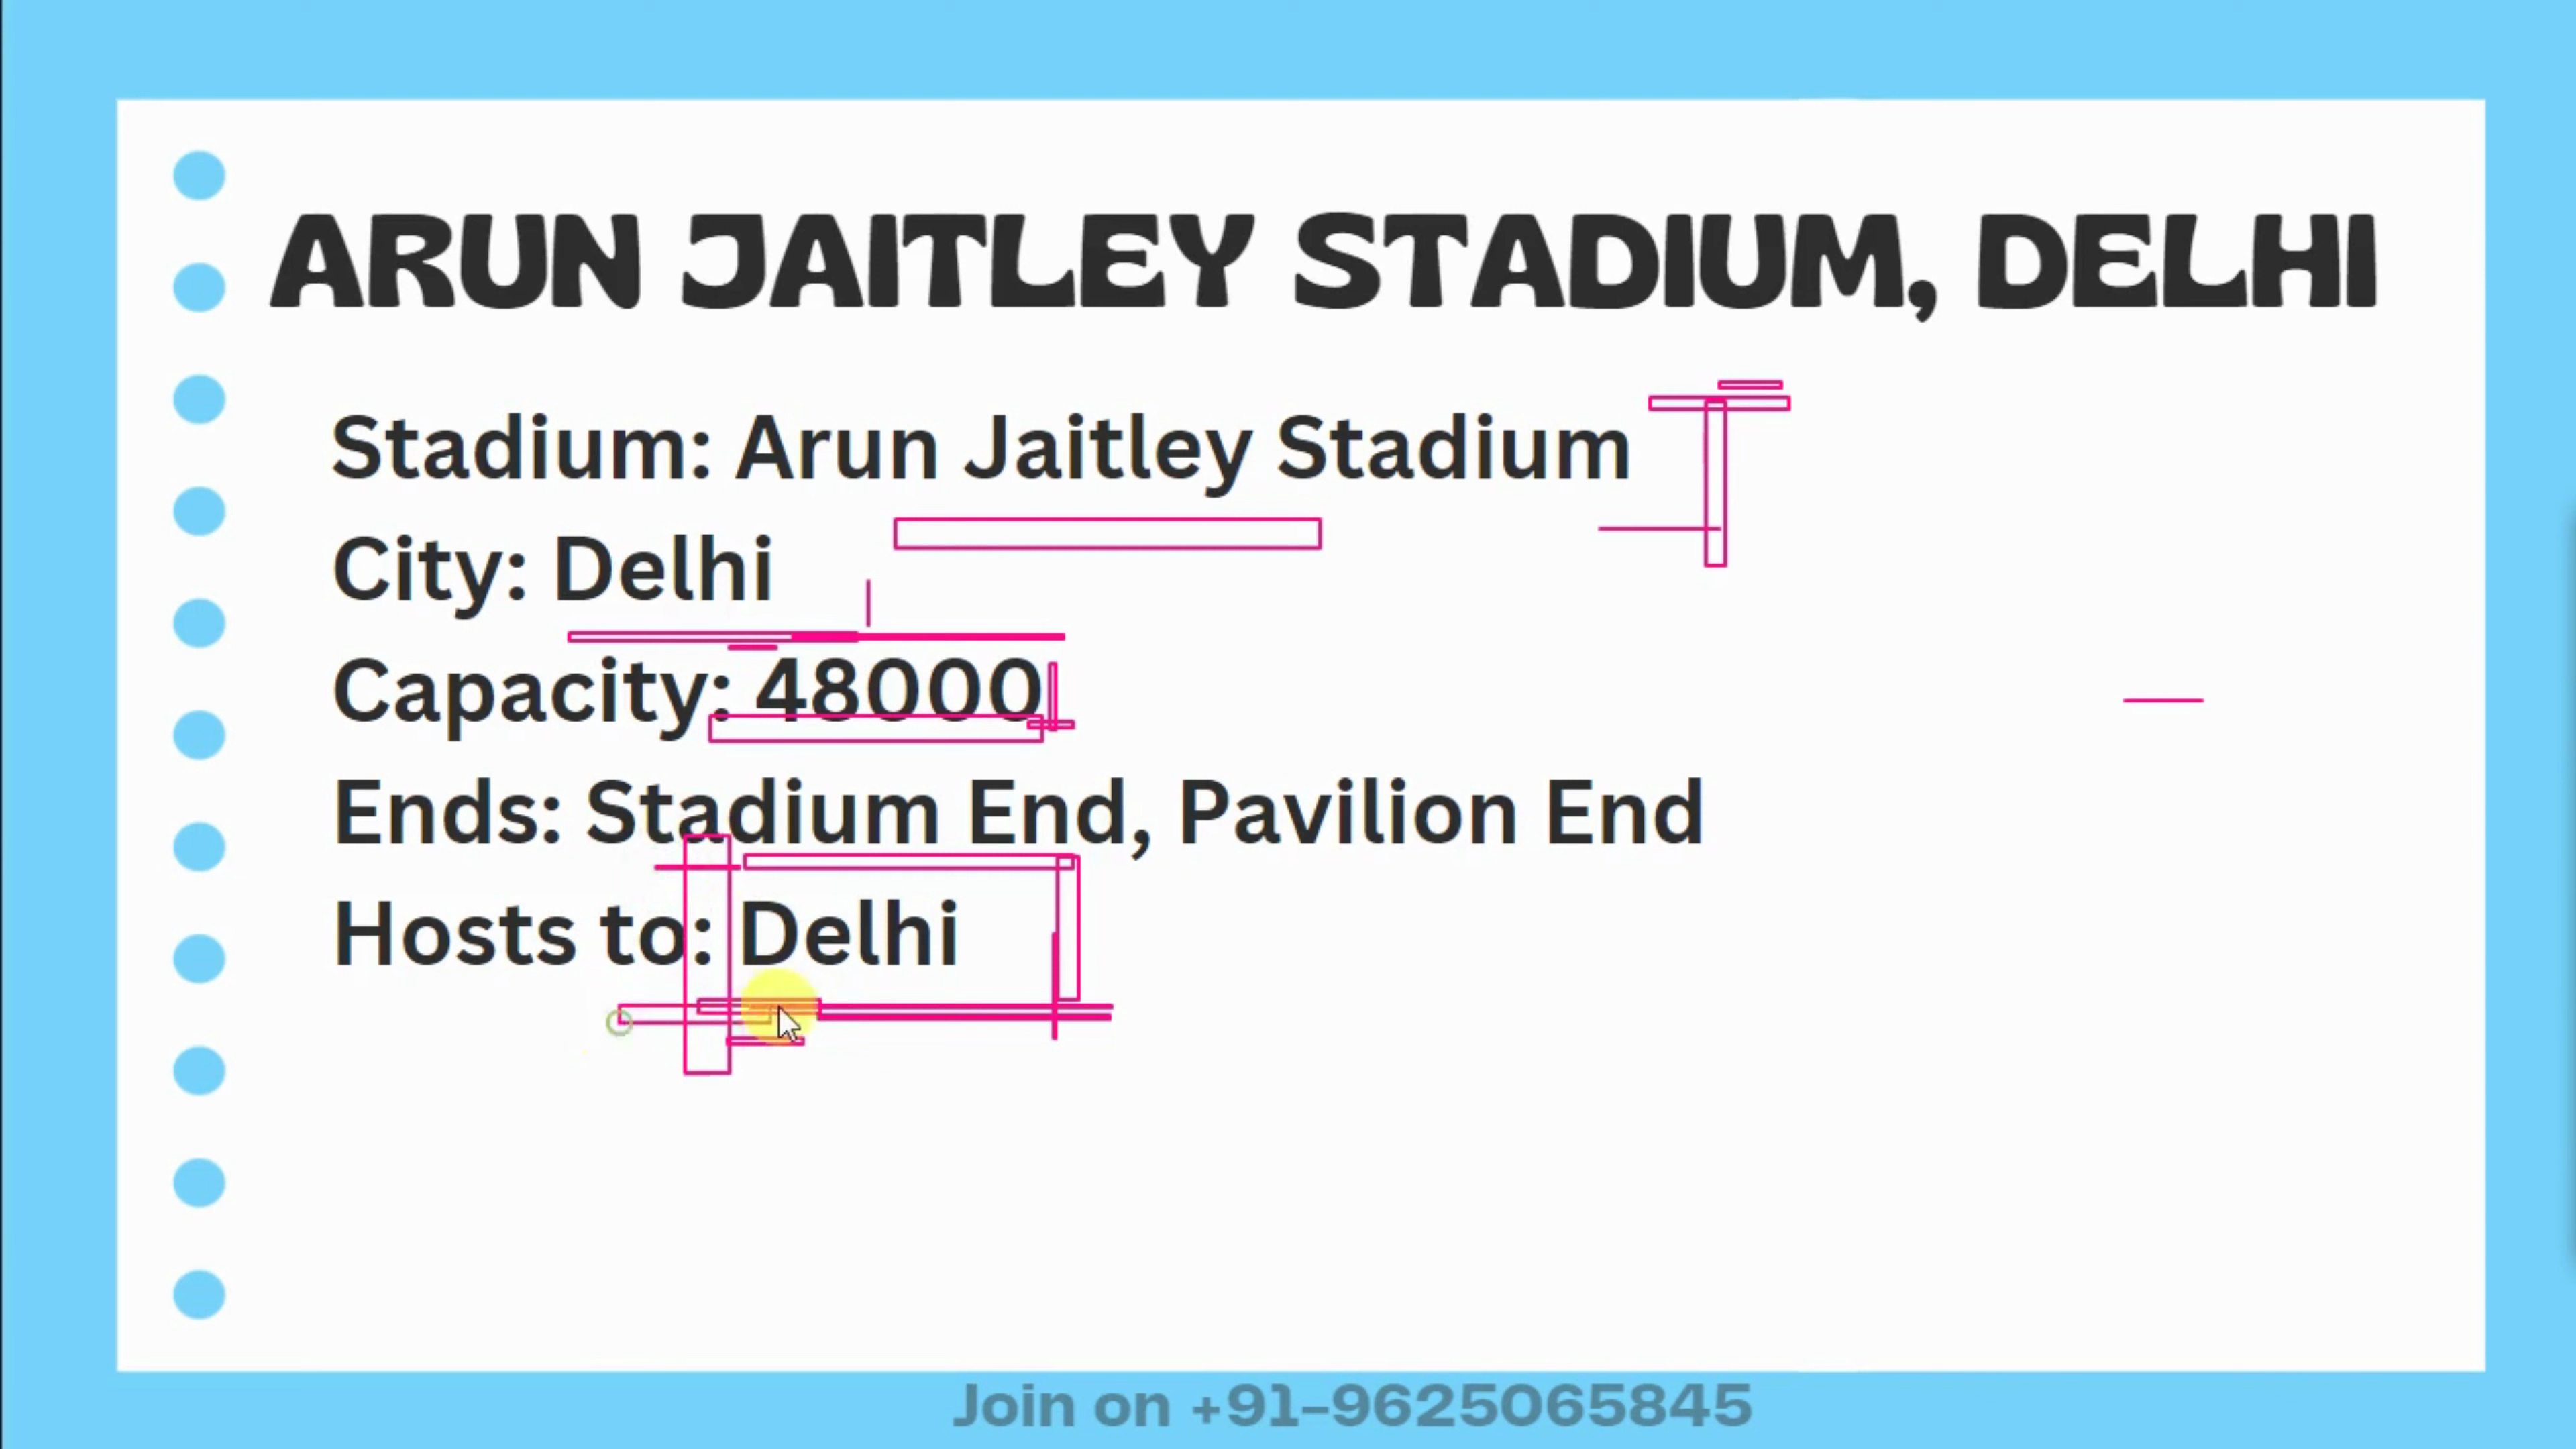 ARUN JAITLEY STADIUM, DELHI
Stadium: Arun Jaitley Stadium
City: Delhi
Capacity: 48000
Ends: Stadium End, Pavilion End
Hosts to: Delhi
Join on +91-9625065845